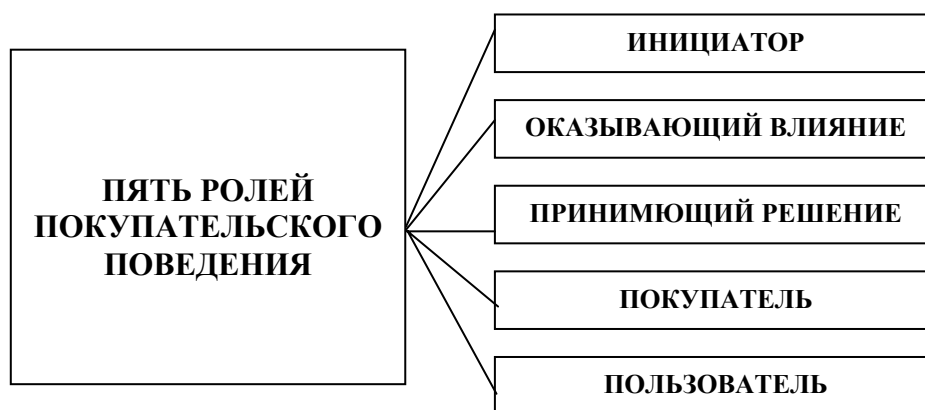 ПЯТЬ РОЛЕЙ
ПОКУПАТЕЛЬСКОГО
ПОВЕДЕНИЯ
ИНИЦИАТОР
ОКАЗЫВАЮЩИЙ ВЛИЯНИЕ
ПРИНИМЮЩИЙ РЕШЕНИЕ
ПОКУПАТЕЛЬ
ПОЛЬЗОВАТЕЛЬ